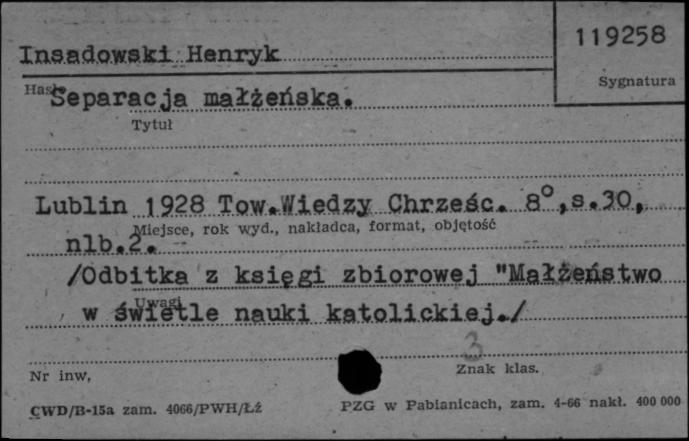 Insadowski Henryk
119258
Sygnatura
Hasło
Separacja małżeńska.
Tytuł
Lublin 1928 Tow.Wiedzy Chrześc. 8°,s.30,
Miejsce, rok wyd., nakładca, format, objętość
nlb.2.
/Odbitka z księgi zbiorowej "Małżeństwo
Uwagi
w świetle nauki katolickiej./
3
Nr inw,
Znak klas.
CWD/B-15a zam. 4066/PWH/Łż
PZG w Pabianicach, zam. 4-66 nakł. 400 000